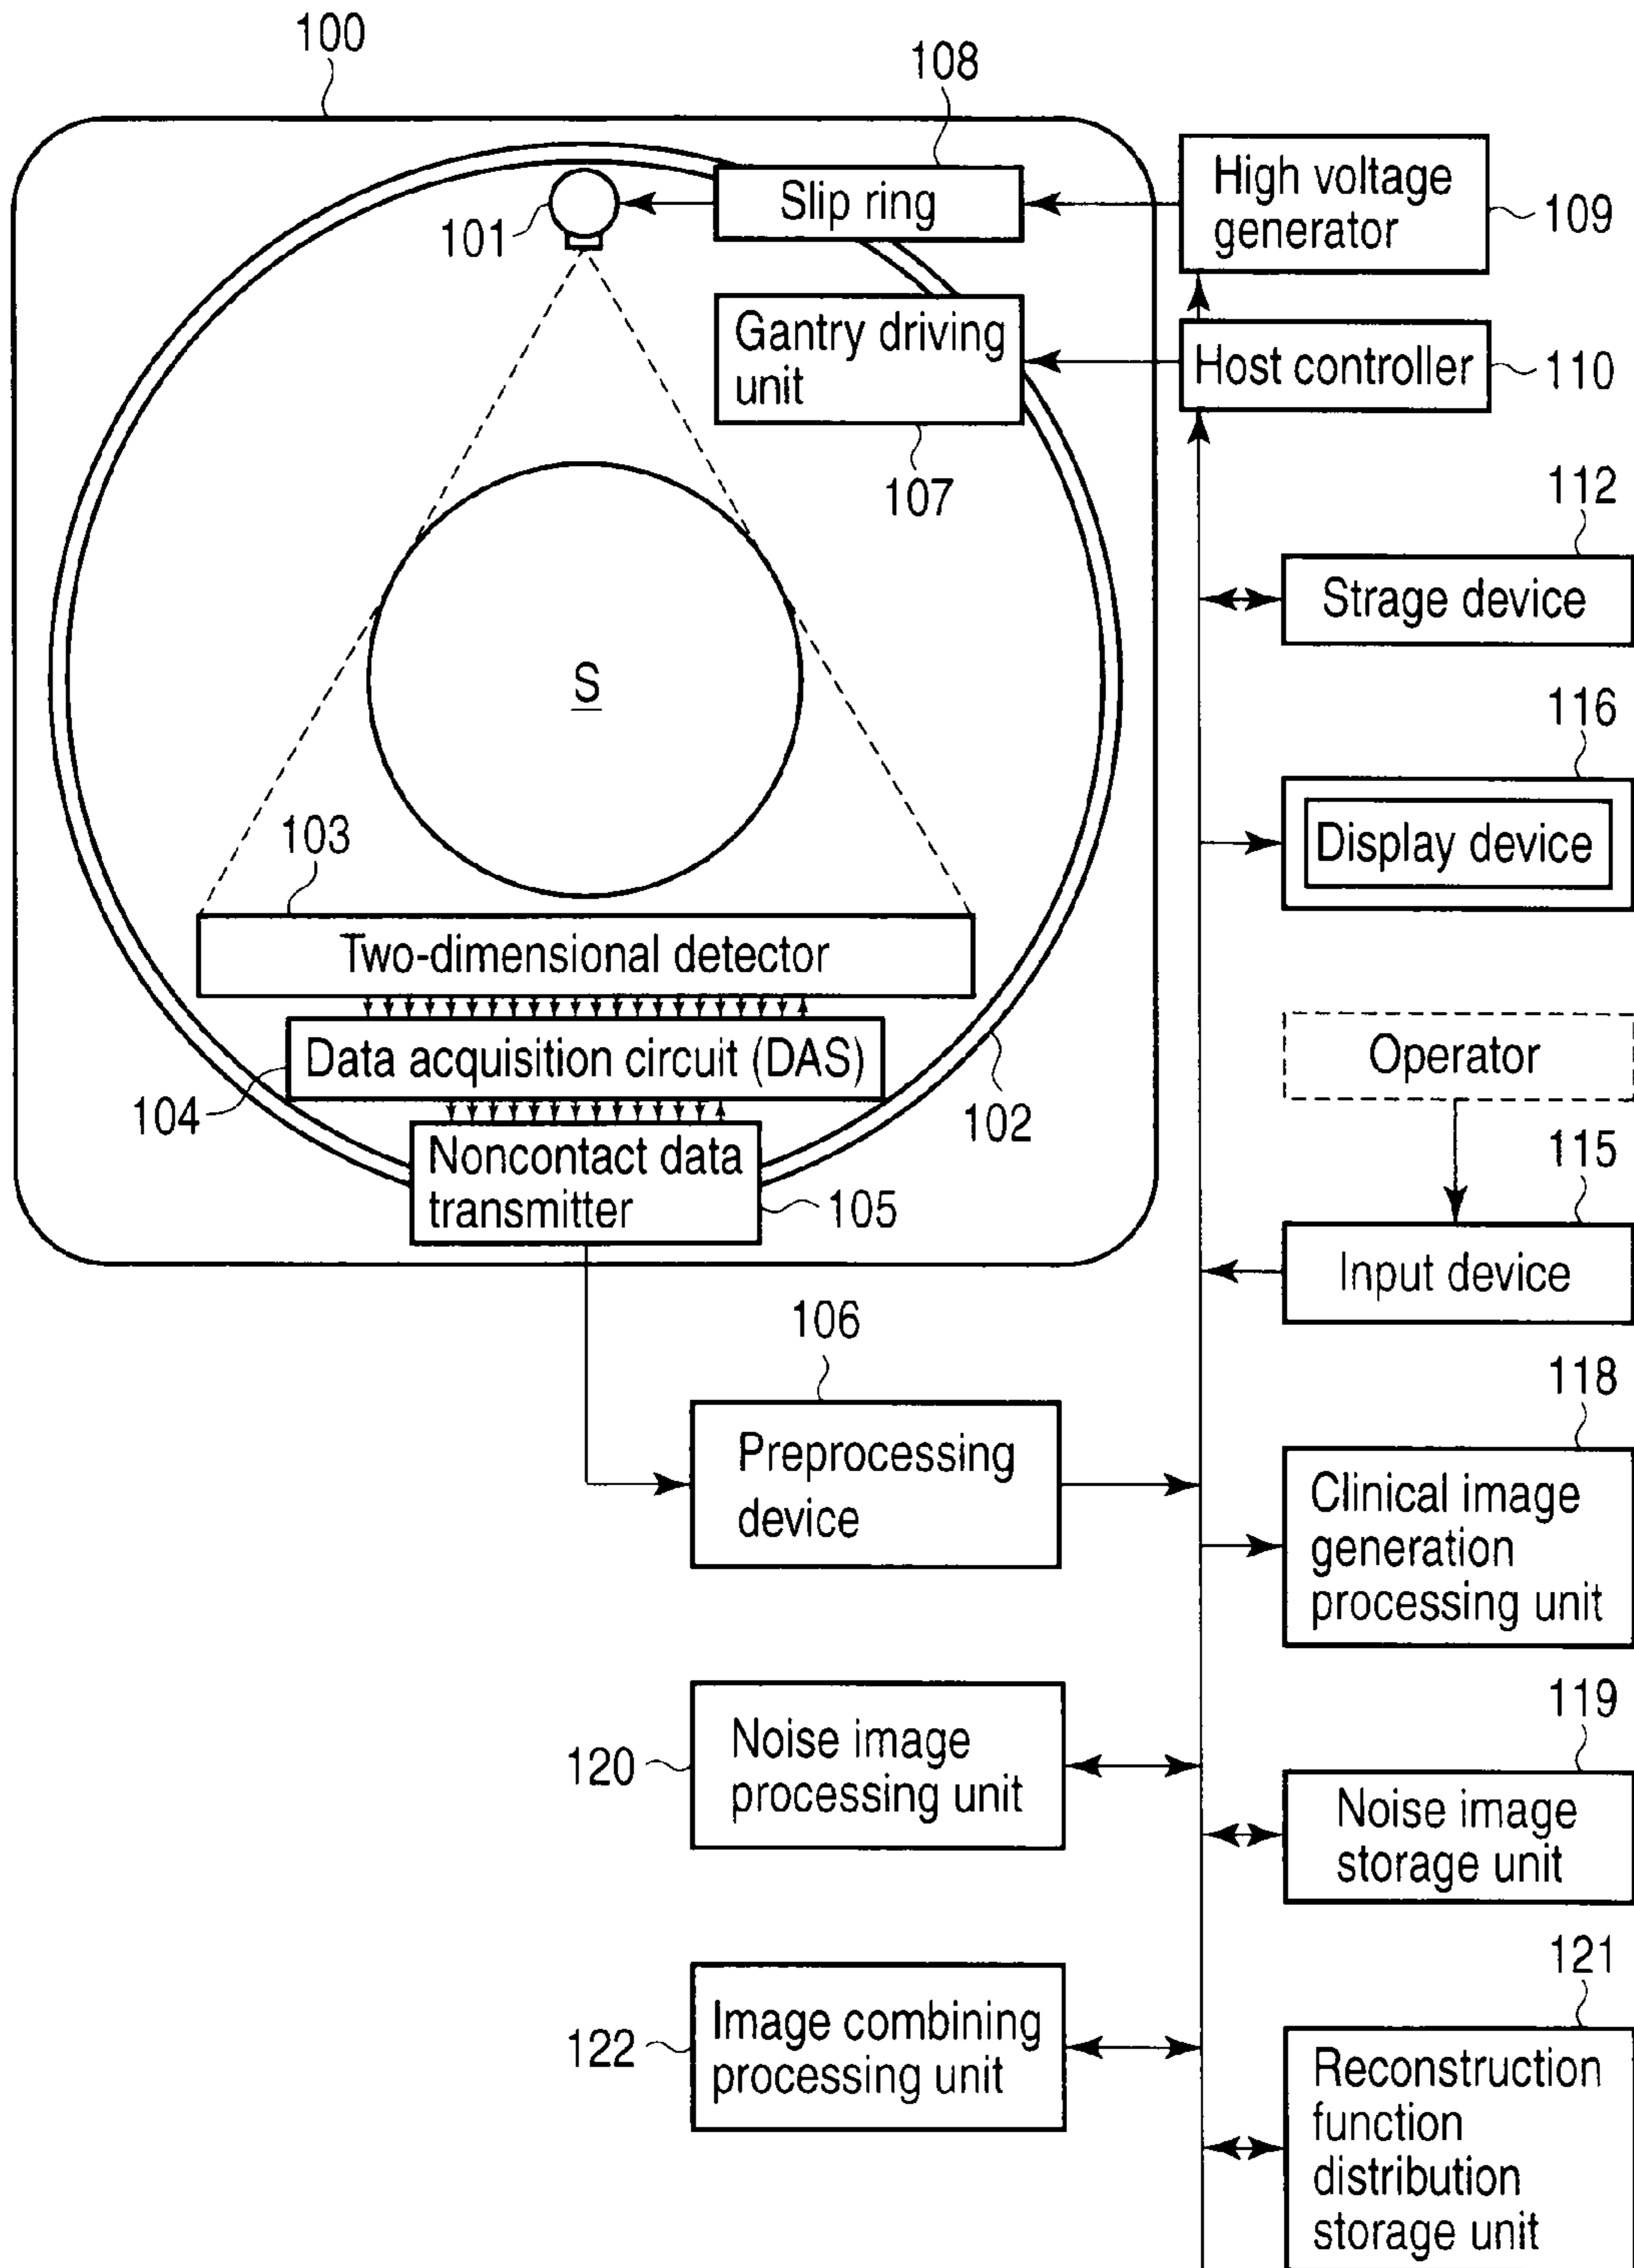 100
108
Slip ring
101
High voltage
generator
109
Gantry driving
unit
107
Host controller
110
112
Strage device
S
116
Display device
103
Two-dimensional detector
Data acquisition circuit (DAS)
104
102
Noncontact data
transmitter
105
Operator
115
Input device
106
Preprocessing
device
118
Clinical image
generation
processing unit
120
Noise image
processing unit
119
Noise image
storage unit
122
Image combining
processing unit
121
Reconstruction
function
distribution
storage unit